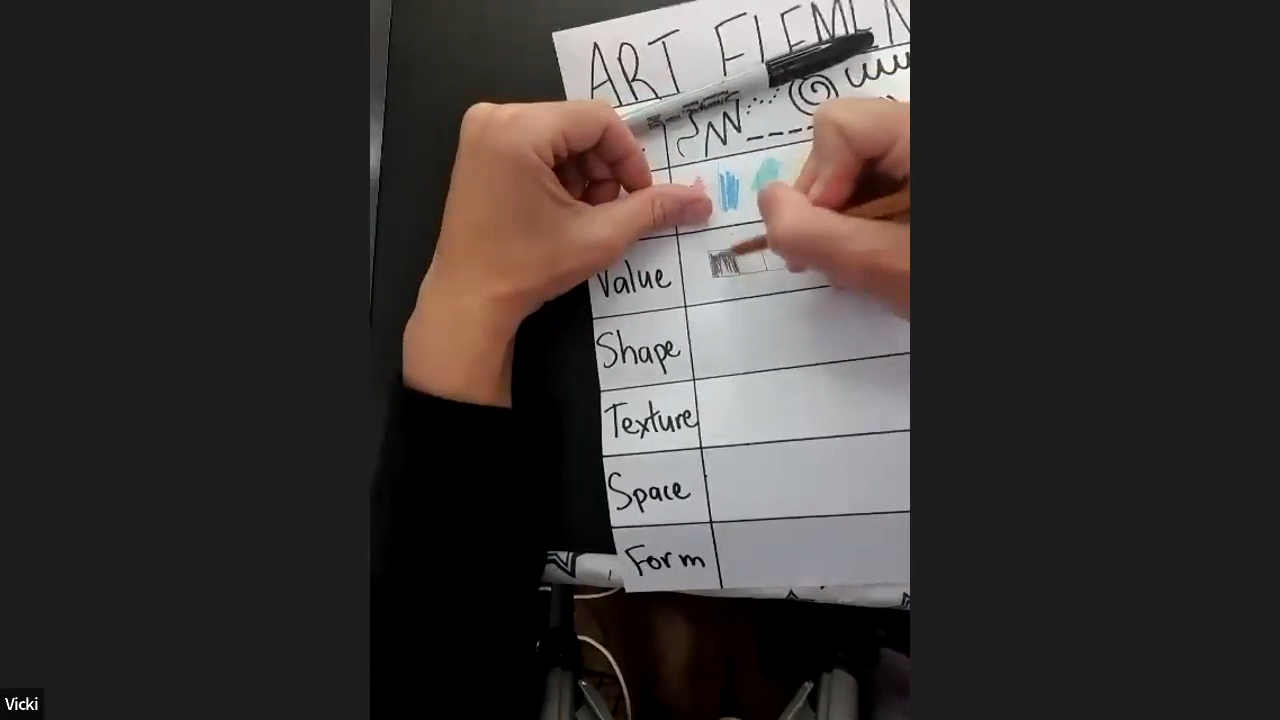 ART ELEMEN
Value
Shape
Texture
Space
Form
Vicki